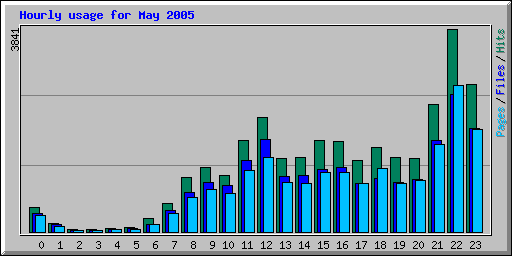 Hourly usage for May 2005
3841
Pages/Files/Hits
0 1 2 3 4 5 6 7 8 9 10 11 12 13 14 15 16 17 18 19 20 21 22 23